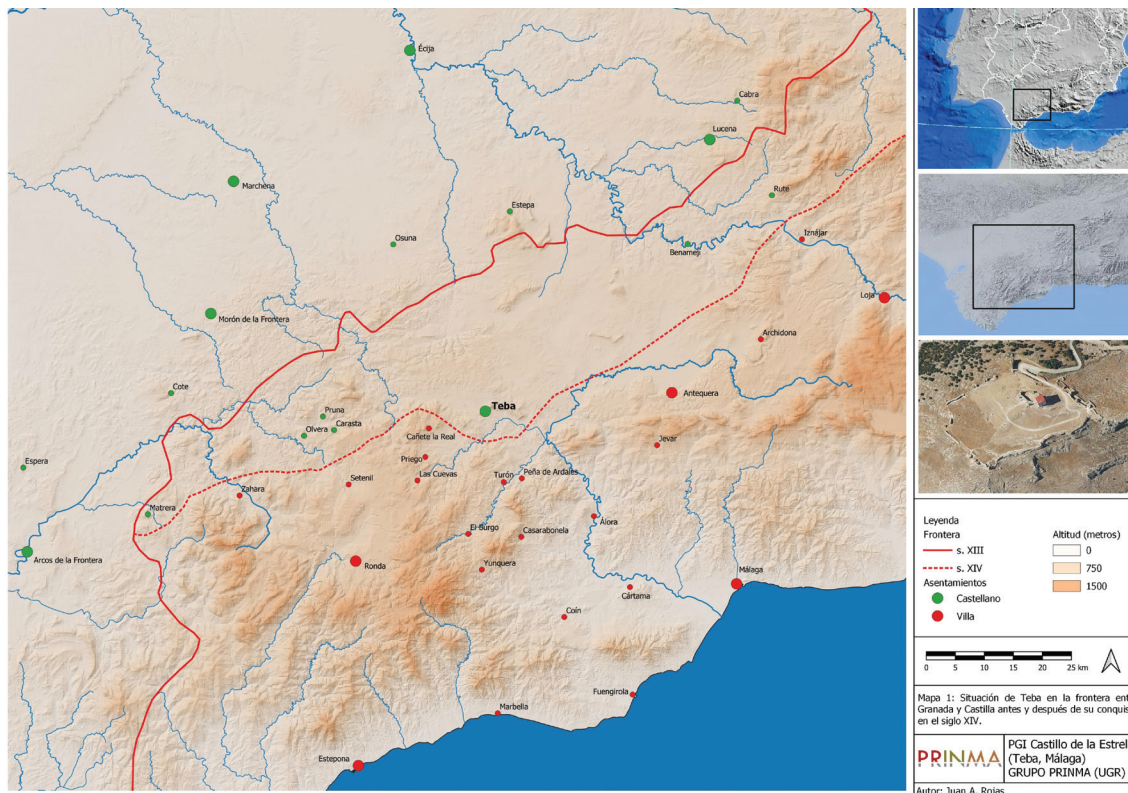 Écija
Cabra
Lucena
Marchena
Rute
Estepa
Osuna
Iznájar
Benamejí
Loja
Morón de la Frontera
Archidona
Cote
Antequera
Teba
Pruna
Carasta
Olvera
Cañete la Real
Jevar
Priego
Espera
Las Cuevas
Turón
Peña de Ardales
Setenil
Zahara
Matrera
Álora
El Burgo
Casarabonela
Arcos de la Frontera
Ronda
Yunquera
Málaga
Cártama
Coín
Fuengirola
Marbella
Estepona
Leyenda
Frontera
s. XIII
s. XIV
Asentamientos
Castellano
Villa
Altitud (metros)
0
750
1500
0 5 10 15 20 25 km
Mapa 1: Situación de Teba en la frontera ent
Granada y Castilla antes y después de su conquis
en el siglo XIV.
PRINMA
PGI Castillo de la Estrel
(Teba, Málaga)
GRUPO PRINMA (UGR)
Autor: Juan A. Rojas